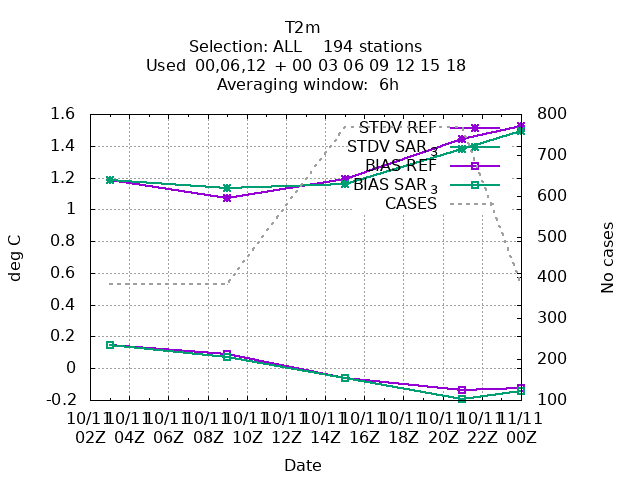 T2m
Selection: ALL    194 stations
Used  00,06,12  + 00 03 06 09 12 15 18
Averaging window:  6h
1.6
1.4
1.2
1
0.8
0.6
0.4
0.2
0
-0.2
deg C
800
700
600
500
400
300
200
100
No cases
STDV REF
STDV SAR3
BIAS REF
BIAS SAR3
CASES
10/11 10/11 10/11 10/11 10/11 10/11 10/11 10/11 10/11 10/11 10/11 11/11
02Z 04Z 06Z 08Z 10Z 12Z 14Z 16Z 18Z 20Z 22Z 00Z
Date